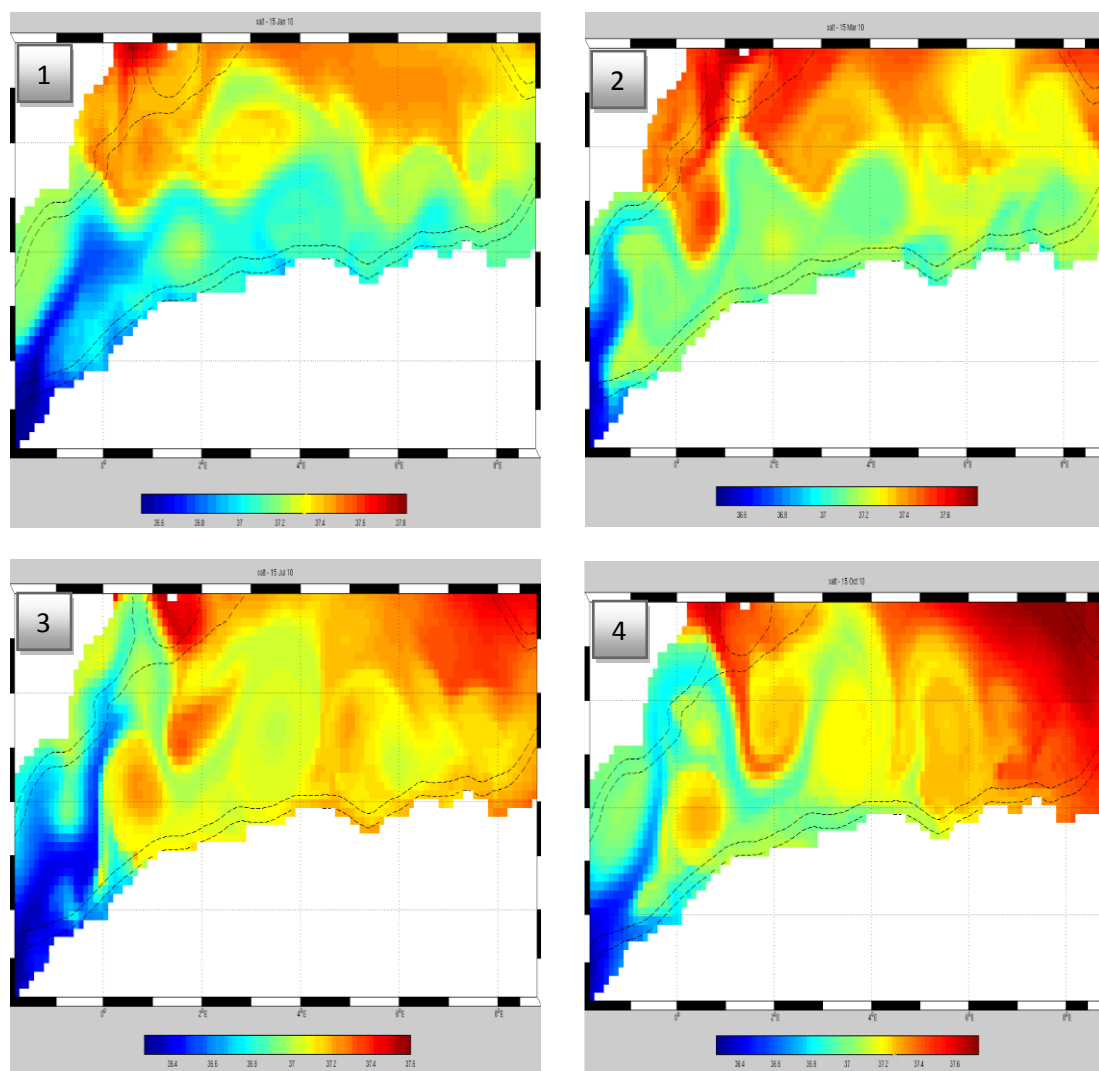 salt - 15 Jan 10
1
0°
2°E
4°E
6°E
8°E
36.6 36.8 37 37.2 37.4 37.6 37.8
salt - 15 Mar 10
2
0°
2°E
4°E
6°E
8°E
36.6 36.8 37 37.2 37.4 37.6
salt - 15 Jul 10
3
0°
2°E
4°E
6°E
8°E
36.4 36.6 36.8 37 37.2 37.4 37.6
salt - 15 Oct 10
4
0°
2°E
4°E
6°E
8°E
36.4 36.6 36.8 37 37.2 37.4 37.6